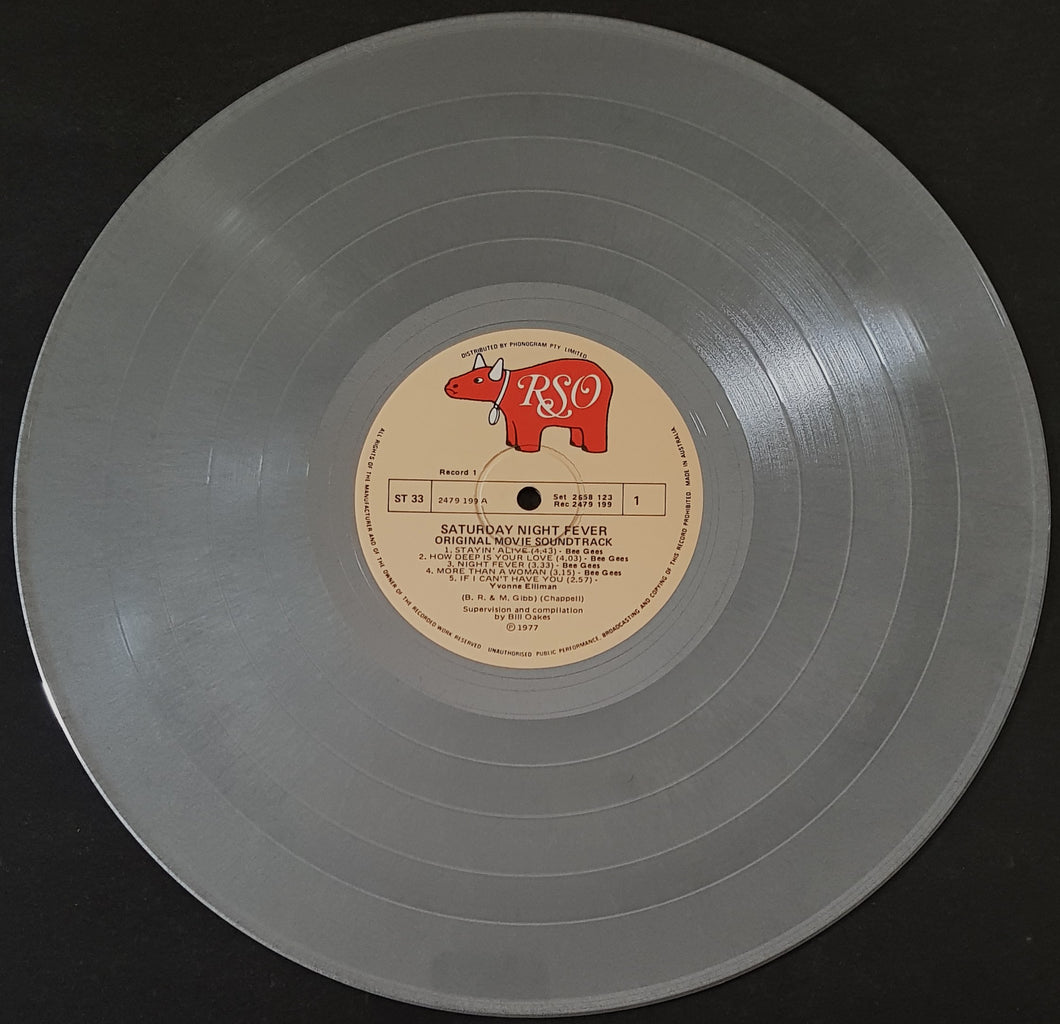 DISTRIBUTED BY PHONOGRAM PTY LIMITED
RSO
Record 1
ST 33
2479 199 A
Set 2658 123
Rec 2479 199
1
SATURDAY NIGHT FEVER
ORIGINAL MOVIE SOUNDTRACK
1. STAYIN' ALIVE (4.43) - Bee Gees
2. HOW DEEP IS YOUR LOVE (4.03) - Bee Gees
3. NIGHT FEVER (3.33) - Bee Gees
4. MORE THAN A WOMAN (3.15) - Bee Gees
5. IF I CAN'T HAVE YOU (2.57) -
Yvonne Elliman
(B. R. & M. Gibb) (Chappell)
Supervision and compilation
by Bill Oakes
℗ 1977
ALL RIGHTS OF THE MANUFACTURER AND OF THE OWNER OF THE RECORDED WORK RESERVED UNAUTHORISED PUBLIC PERFORMANCE, BROADCASTING AND COPYING OF THIS RECORD PROHIBITED. MADE IN AUSTRALIA